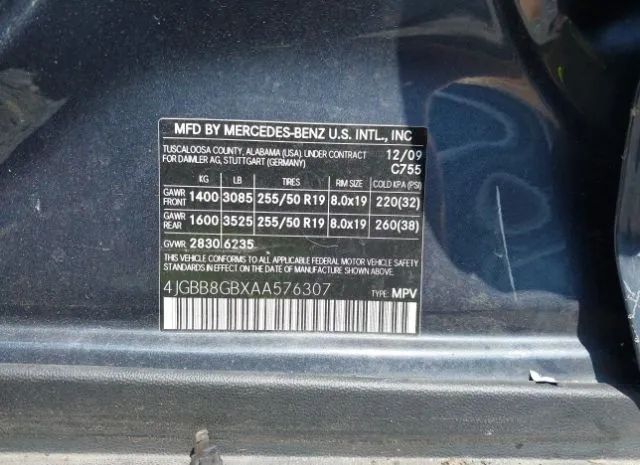 MFD BY MERCEDES-BENZ U.S. INTL., INC
TUSCALOOSA COUNTY, ALABAMA (USA), UNDER CONTRACT 12/09
FOR DAIMLER AG, STUTTGART (GERMANY) C755
KG LB TIRES RIM SIZE COLD KPA (PSI)
GAWR FRONT 1400 3085 255/50 R19 8.0x19 220(32)
GAWR REAR 1600 3525 255/50 R19 8.0x19 260(38)
GVWR 2830 6235
THIS VEHICLE CONFORMS TO ALL APPLICABLE FEDERAL MOTOR VEHICLE SAFETY
STANDARDS IN EFFECT ON THE DATE OF MANUFACTURE SHOWN ABOVE.
4JGBB8GBXAA576307 TYPE: MPV